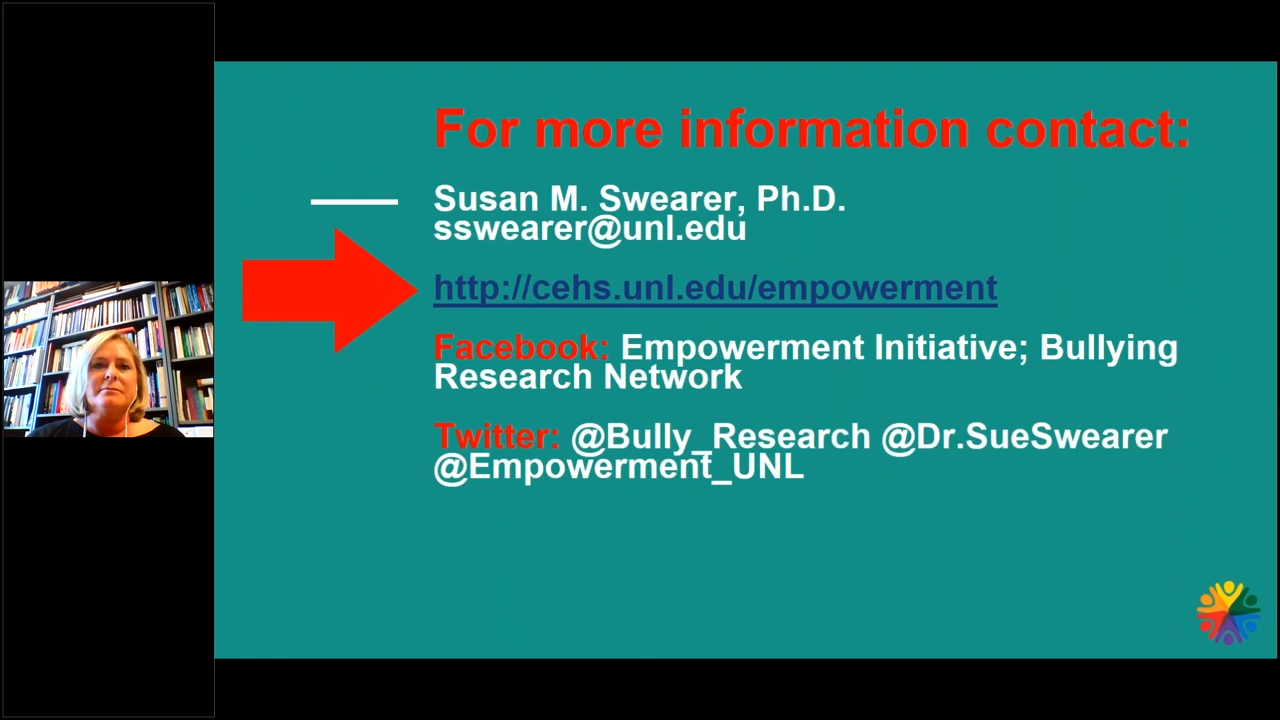 For more information contact:
Susan M. Swearer, Ph.D.
sswearer@unl.edu
http://cehs.unl.edu/empowerment
Facebook: Empowerment Initiative; Bullying
Research Network
Twitter: @Bully_Research @Dr.SueSwearer
@Empowerment_UNL